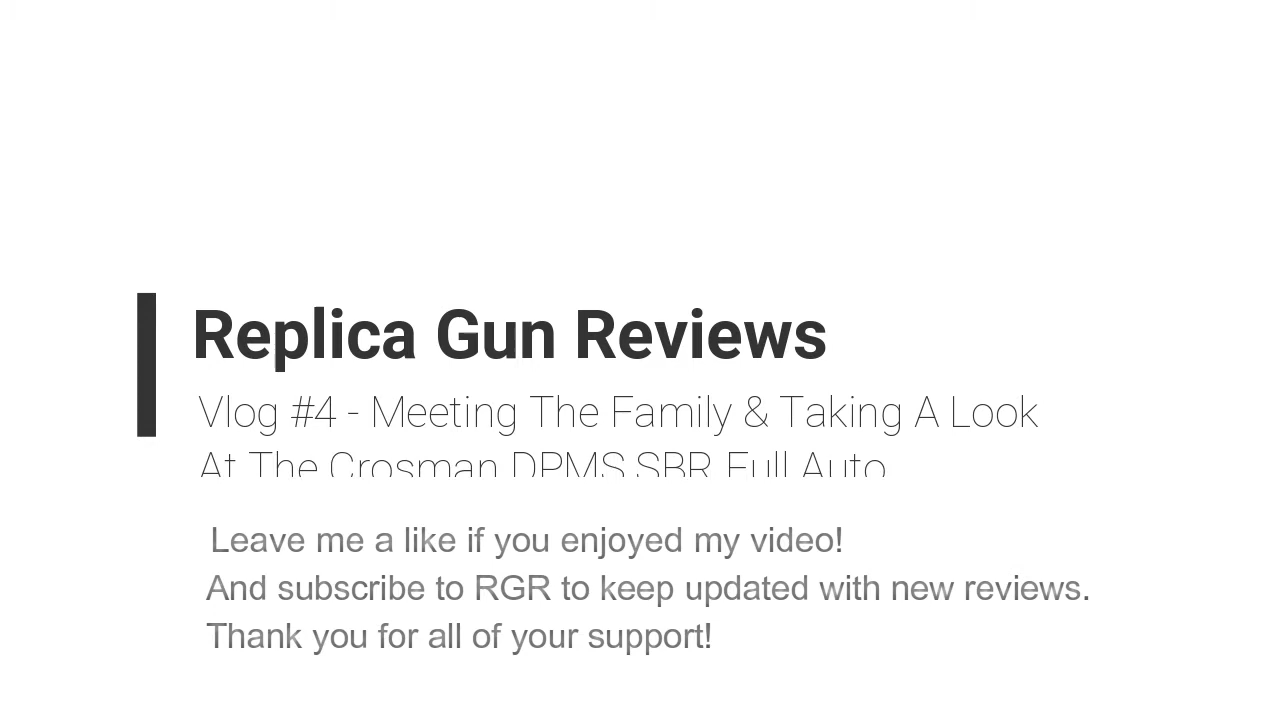 Replica Gun Reviews
Vlog #4 - Meeting The Family & Taking A Look
At The Crosman DPMS SBR Full Auto
Leave me a like if you enjoyed my video!
And subscribe to RGR to keep updated with new reviews.
Thank you for all of your support!